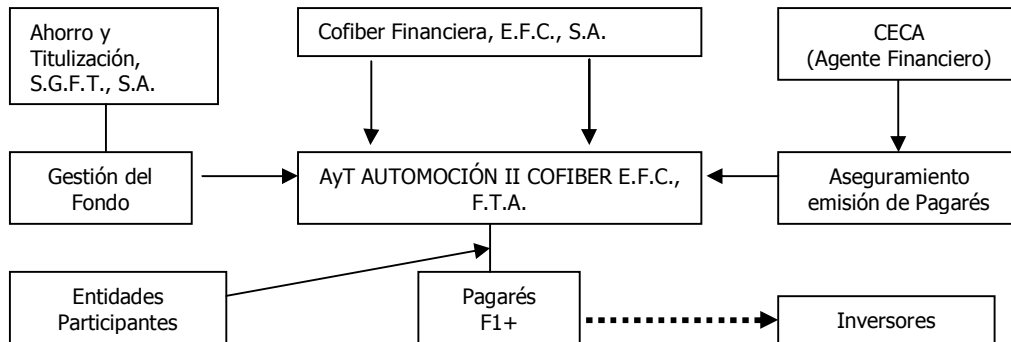 Ahorro y
Titulización,
S.G.F.T., S.A.
Cofiber Financiera, E.F.C., S.A.
CECA
(Agente Financiero)
Gestión del
Fondo
AyT AUTOMOCIÓN II COFIBER E.F.C.,
F.T.A.
Aseguramiento
emisión de Pagarés
Entidades
Participantes
Pagarés
F1+
Inversores